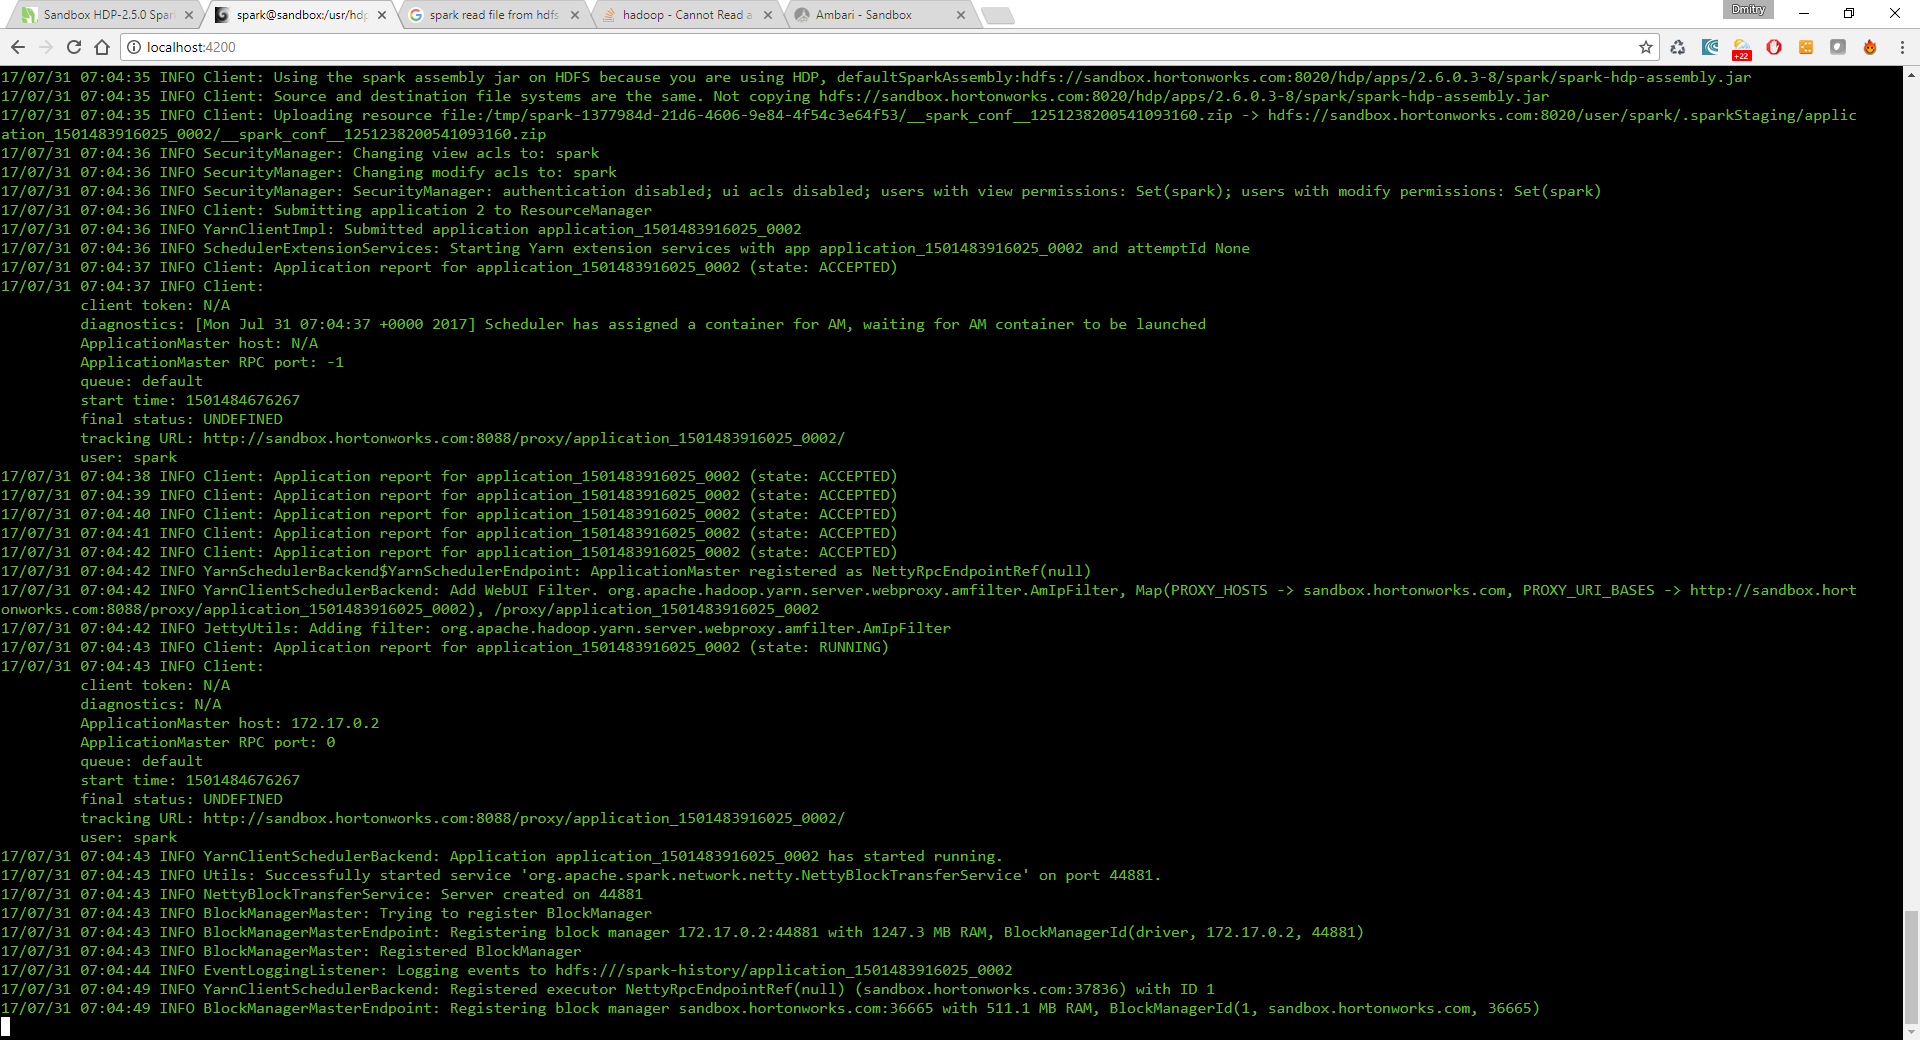 Sandbox HDP-2.5.0 Spar
spark@sandbox:/usr/hdp
spark read file from hdfs
hadoop - Cannot Read a
Ambari - Sandbox
Dmitry
localhost:4200
+22
17/07/31 07:04:35 INFO Client: Using the spark assembly jar on HDFS because you are using HDP, defaultSparkAssembly:hdfs://sandbox.hortonworks.com:8020/hdp/apps/2.6.0.3-8/spark/spark-hdp-assembly.jar
17/07/31 07:04:35 INFO Client: Source and destination file systems are the same. Not copying hdfs://sandbox.hortonworks.com:8020/hdp/apps/2.6.0.3-8/spark/spark-hdp-assembly.jar
17/07/31 07:04:35 INFO Client: Uploading resource file:/tmp/spark-1377984d-21d6-4606-9e84-4f54c3e64f53/__spark_conf__1251238200541093160.zip -> hdfs://sandbox.hortonworks.com:8020/user/spark/.sparkStaging/applic
ation_1501483916025_0002/__spark_conf__1251238200541093160.zip
17/07/31 07:04:36 INFO SecurityManager: Changing view acls to: spark
17/07/31 07:04:36 INFO SecurityManager: Changing modify acls to: spark
17/07/31 07:04:36 INFO SecurityManager: SecurityManager: authentication disabled; ui acls disabled; users with view permissions: Set(spark); users with modify permissions: Set(spark)
17/07/31 07:04:36 INFO Client: Submitting application 2 to ResourceManager
17/07/31 07:04:36 INFO YarnClientImpl: Submitted application application_1501483916025_0002
17/07/31 07:04:36 INFO SchedulerExtensionServices: Starting Yarn extension services with app application_1501483916025_0002 and attemptId None
17/07/31 07:04:37 INFO Client: Application report for application_1501483916025_0002 (state: ACCEPTED)
17/07/31 07:04:37 INFO Client:
client token: N/A
diagnostics: [Mon Jul 31 07:04:37 +0000 2017] Scheduler has assigned a container for AM, waiting for AM container to be launched
ApplicationMaster host: N/A
ApplicationMaster RPC port: -1
queue: default
start time: 1501484676267
final status: UNDEFINED
tracking URL: http://sandbox.hortonworks.com:8088/proxy/application_1501483916025_0002/
user: spark
17/07/31 07:04:38 INFO Client: Application report for application_1501483916025_0002 (state: ACCEPTED)
17/07/31 07:04:39 INFO Client: Application report for application_1501483916025_0002 (state: ACCEPTED)
17/07/31 07:04:40 INFO Client: Application report for application_1501483916025_0002 (state: ACCEPTED)
17/07/31 07:04:41 INFO Client: Application report for application_1501483916025_0002 (state: ACCEPTED)
17/07/31 07:04:42 INFO Client: Application report for application_1501483916025_0002 (state: ACCEPTED)
17/07/31 07:04:42 INFO YarnSchedulerBackend$YarnSchedulerEndpoint: ApplicationMaster registered as NettyRpcEndpointRef(null)
17/07/31 07:04:42 INFO YarnClientSchedulerBackend: Add WebUI Filter. org.apache.hadoop.yarn.server.webproxy.amfilter.AmIpFilter, Map(PROXY_HOSTS -> sandbox.hortonworks.com, PROXY_URI_BASES -> http://sandbox.hort
onworks.com:8088/proxy/application_1501483916025_0002), /proxy/application_1501483916025_0002
17/07/31 07:04:42 INFO JettyUtils: Adding filter: org.apache.hadoop.yarn.server.webproxy.amfilter.AmIpFilter
17/07/31 07:04:43 INFO Client: Application report for application_1501483916025_0002 (state: RUNNING)
17/07/31 07:04:43 INFO Client:
client token: N/A
diagnostics: N/A
ApplicationMaster host: 172.17.0.2
ApplicationMaster RPC port: 0
queue: default
start time: 1501484676267
final status: UNDEFINED
tracking URL: http://sandbox.hortonworks.com:8088/proxy/application_1501483916025_0002/
user: spark
17/07/31 07:04:43 INFO YarnClientSchedulerBackend: Application application_1501483916025_0002 has started running.
17/07/31 07:04:43 INFO Utils: Successfully started service 'org.apache.spark.network.netty.NettyBlockTransferService' on port 44881.
17/07/31 07:04:43 INFO NettyBlockTransferService: Server created on 44881
17/07/31 07:04:43 INFO BlockManagerMaster: Trying to register BlockManager
17/07/31 07:04:43 INFO BlockManagerMasterEndpoint: Registering block manager 172.17.0.2:44881 with 1247.3 MB RAM, BlockManagerId(driver, 172.17.0.2, 44881)
17/07/31 07:04:43 INFO BlockManagerMaster: Registered BlockManager
17/07/31 07:04:44 INFO EventLoggingListener: Logging events to hdfs:///spark-history/application_1501483916025_0002
17/07/31 07:04:49 INFO YarnClientSchedulerBackend: Registered executor NettyRpcEndpointRef(null) (sandbox.hortonworks.com:37836) with ID 1
17/07/31 07:04:49 INFO BlockManagerMasterEndpoint: Registering block manager sandbox.hortonworks.com:36665 with 511.1 MB RAM, BlockManagerId(1, sandbox.hortonworks.com, 36665)